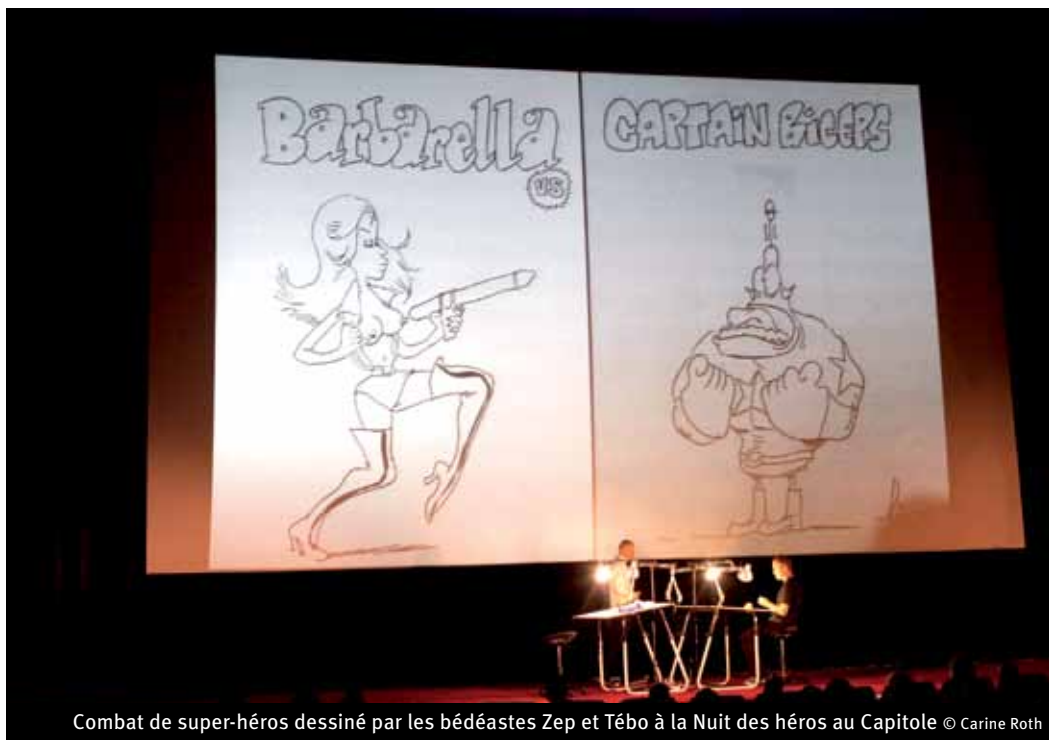 Barbarella
VS
CAPTAIN BICEPS
Combat de super-héros dessiné par les bédéastes Zep et Tébo à la Nuit des héros au Capitole © Carine Roth